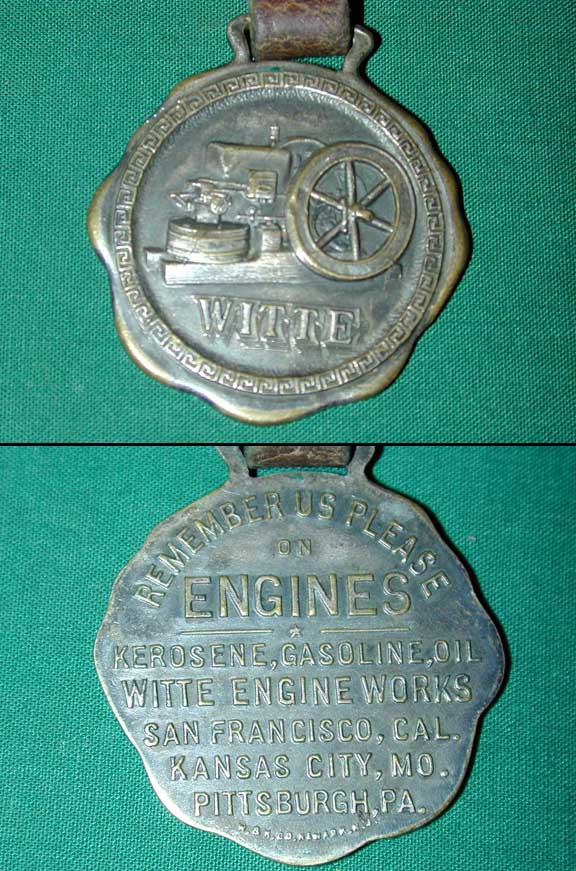 WITTE
REMEMBER US PLEASE
ON
ENGINES
KEROSENE, GASOLINE, OIL
WITTE ENGINE WORKS
SAN FRANCISCO, CAL.
KANSAS CITY, MO.
PITTSBURGH, PA.